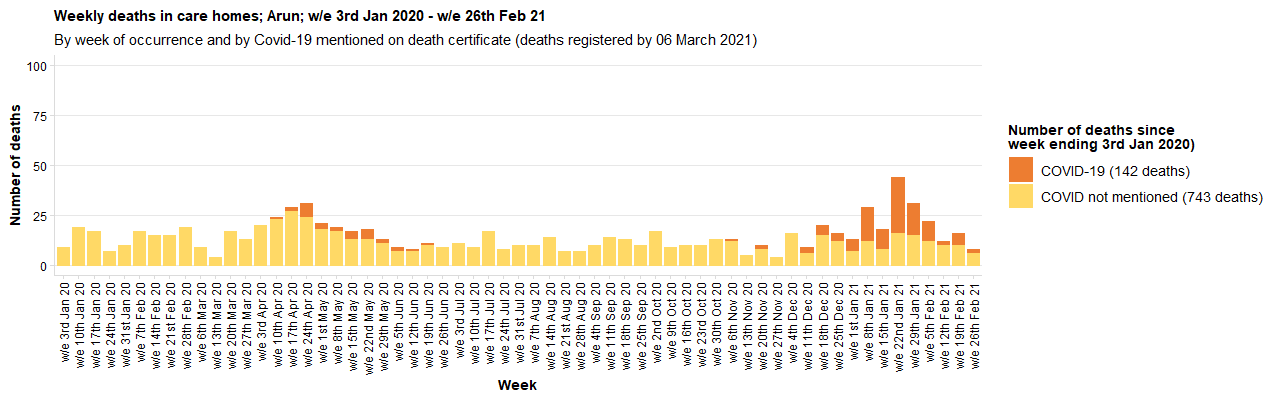 Weekly deaths in care homes; Arun; w/e 3rd Jan 2020 - w/e 26th Feb 21
By week of occurrence and by Covid-19 mentioned on death certificate (deaths registered by 06 March 2021)
Number of deaths
100
75
50
25
0
w/e 3rd Jan 20
w/e 10th Jan 20
w/e 17th Jan 20
w/e 24th Jan 20
w/e 31st Jan 20
w/e 7th Feb 20
w/e 14th Feb 20
w/e 21st Feb 20
w/e 28th Feb 20
w/e 6th Mar 20
w/e 13th Mar 20
w/e 20th Mar 20
w/e 27th Mar 20
w/e 3rd Apr 20
w/e 10th Apr 20
w/e 17th Apr 20
w/e 24th Apr 20
w/e 1st May 20
w/e 8th May 20
w/e 15th May 20
w/e 22nd May 20
w/e 29th May 20
w/e 5th Jun 20
w/e 12th Jun 20
w/e 19th Jun 20
w/e 26th Jun 20
w/e 3rd Jul 20
w/e 10th Jul 20
w/e 17th Jul 20
w/e 24th Jul 20
w/e 31st Jul 20
w/e 7th Aug 20
w/e 14th Aug 20
w/e 21st Aug 20
w/e 28th Aug 20
w/e 4th Sep 20
w/e 11th Sep 20
w/e 18th Sep 20
w/e 25th Sep 20
w/e 2nd Oct 20
w/e 9th Oct 20
w/e 16th Oct 20
w/e 23rd Oct 20
w/e 30th Oct 20
w/e 6th Nov 20
w/e 13th Nov 20
w/e 20th Nov 20
w/e 27th Nov 20
w/e 4th Dec 20
w/e 11th Dec 20
w/e 18th Dec 20
w/e 25th Dec 20
w/e 1st Jan 21
w/e 8th Jan 21
w/e 15th Jan 21
w/e 22nd Jan 21
w/e 29th Jan 21
w/e 5th Feb 21
w/e 12th Feb 21
w/e 19th Feb 21
w/e 26th Feb 21
Week
Number of deaths since
week ending 3rd Jan 2020)
COVID-19 (142 deaths)
COVID not mentioned (743 deaths)